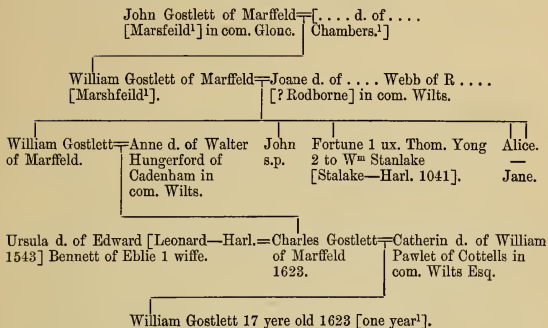 John Gostlett of Marffeld=[. . . . d. of . . . .
[Marsfeild¹] in com. Glonc. Chambers.¹]
William Gostlett of Marffeld=Joane d. of . . . . Webb of R . . . .
[Marshfeild¹]. [? Rodborne] in com. Wilts.
William Gostlett=Anne d. of Walter John Fortune 1 ux. Thom. Yong Alice.
of Marffeld. Hungerford of s.p. 2 to Wᵐ Stanlake —
Cadenham in [Stalake—Harl. 1041]. Jane.
com. Wilts.
Ursula d. of Edward [Leonard—Harl.=Charles Gostlett=Catherin d. of William
1543] Bennett of Eblie 1 wiffe. of Marffeld Pawlet of Cottells in
1623. com. Wilts Esq.
William Gostlett 17 yere old 1623 [one year¹].